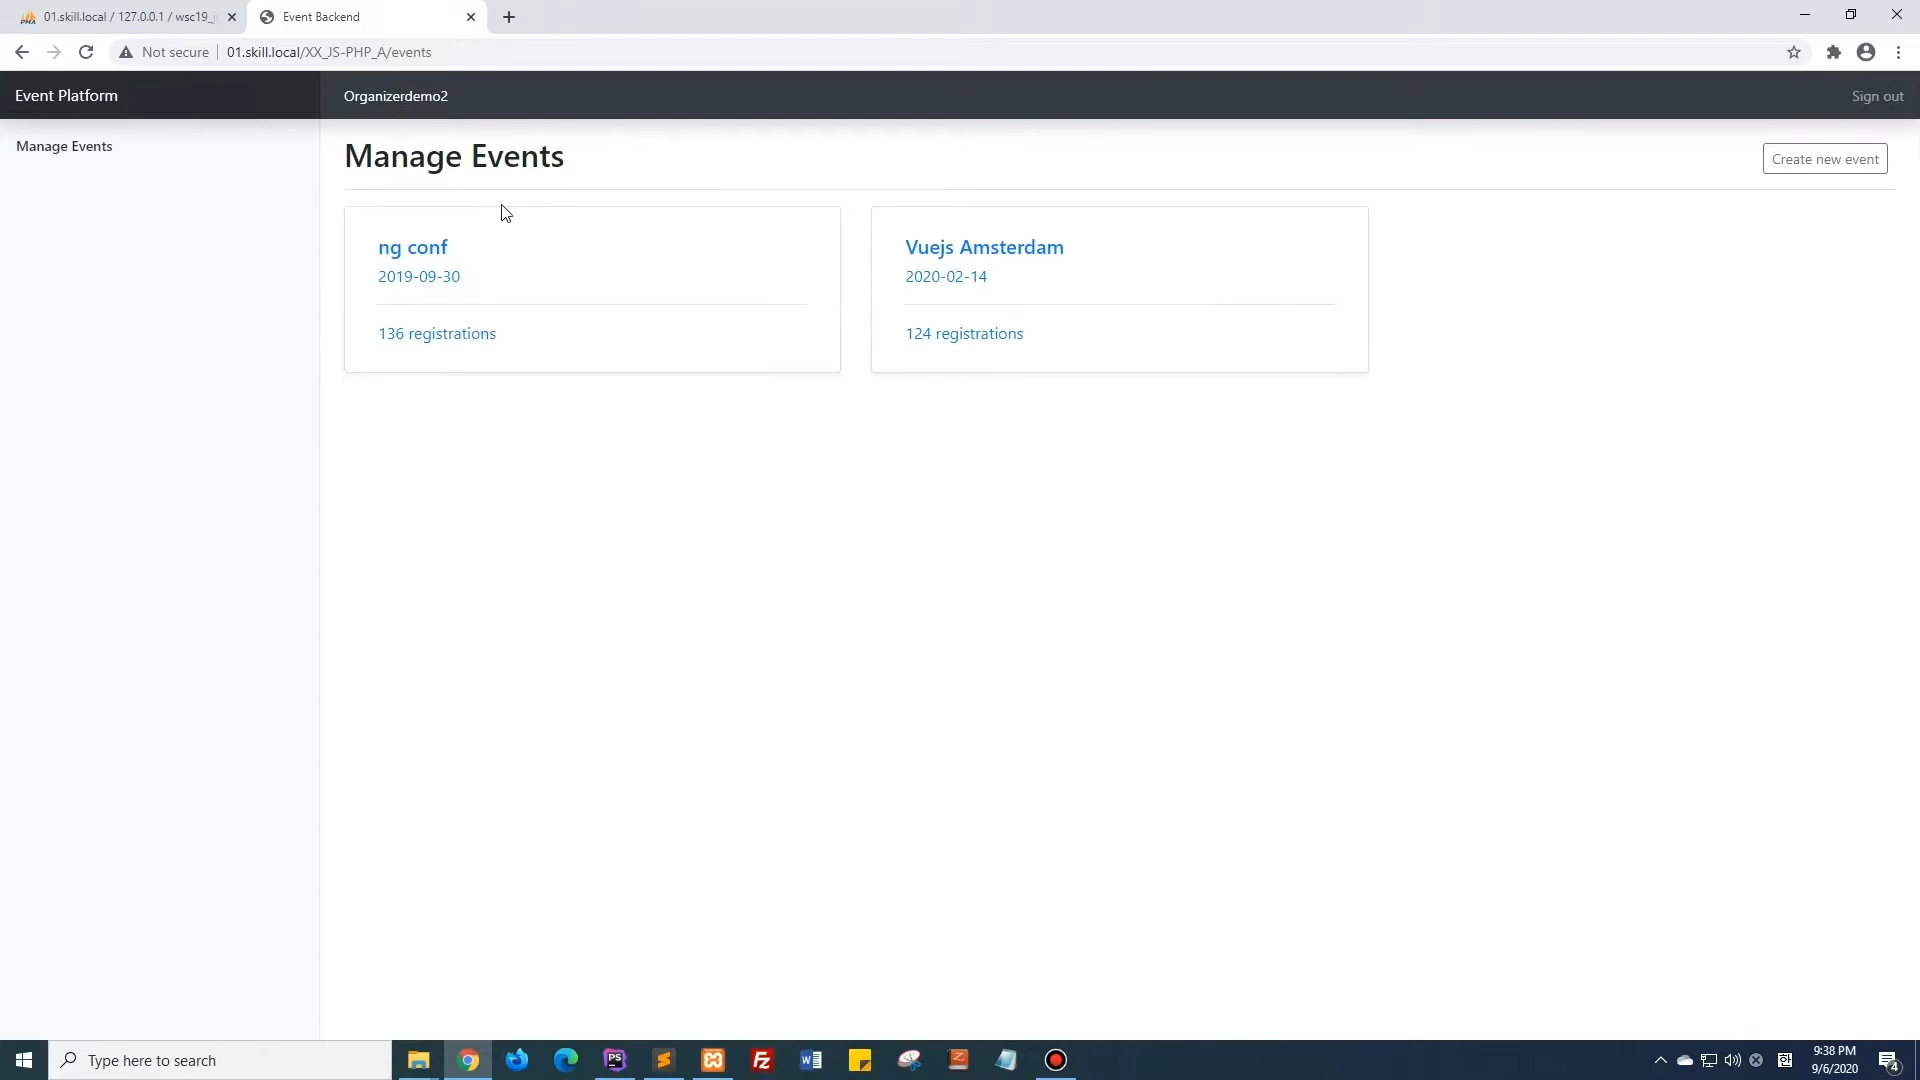 01.skill.local / 127.0.0.1 / wsc19_
Event Backend
Not secure
01.skill.local/XX_JS-PHP_A/events
Event Platform
Organizerdemo2
Sign out
Manage Events
Manage Events
Create new event
ng conf
2019-09-30
136 registrations
Vuejs Amsterdam
2020-02-14
124 registrations
Type here to search
9:38 PM
9/6/2020
4